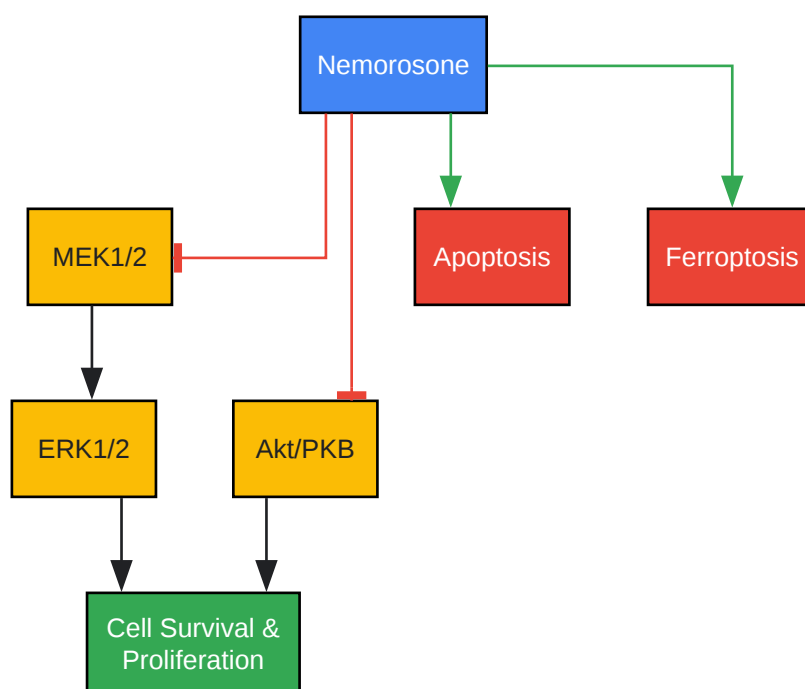 Nemorosone
MEK1/2
Apoptosis
Ferroptosis
ERK1/2
Akt/PKB
Cell Survival &
Proliferation